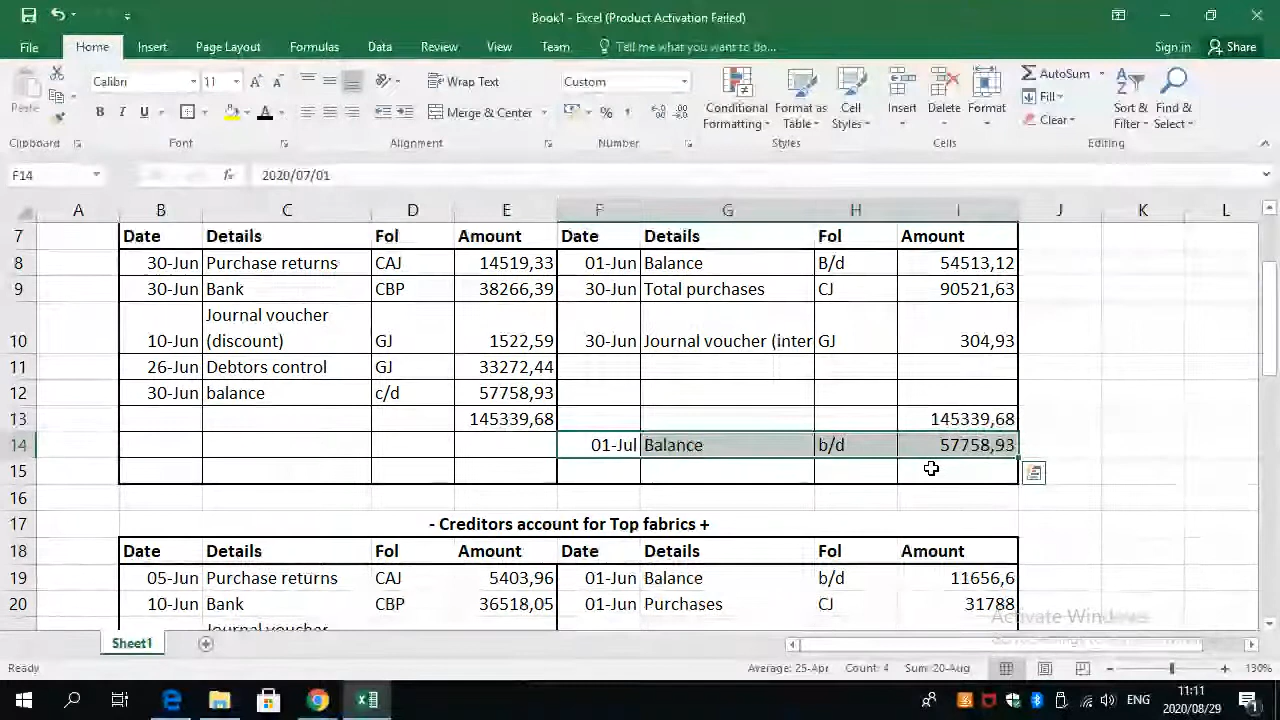 Book1 - Excel (Product Activation Failed)
File Home Insert Page Layout Formulas Data Review View Team Tell me what you want to do... Sign in Share
Calibri 11 Wrap Text Custom AutoSum
Paste B I U Merge & Center Conditional Formatting Format as Table Cell Styles Insert Delete Format Fill Clear Sort & Filter Find & Select
Clipboard Font Alignment Number Styles Cells Editing
F14 fx 2020/07/01
A B C D E F G H I J K L
7 Date Details Fol Amount Date Details Fol Amount
8 30-Jun Purchase returns CAJ 14519,33 01-Jun Balance B/d 54513,12
9 30-Jun Bank CBP 38266,39 30-Jun Total purchases CJ 90521,63
10 10-Jun Journal voucher (discount) GJ 1522,59 30-Jun Journal voucher (inter GJ 304,93
11 26-Jun Debtors control GJ 33272,44
12 30-Jun balance c/d 57758,93
13 145339,68 145339,68
14 01-Jul Balance b/d 57758,93
15
16
17 - Creditors account for Top fabrics +
18 Date Details Fol Amount Date Details Fol Amount
19 05-Jun Purchase returns CAJ 5403,96 01-Jun Balance b/d 11656,6
20 10-Jun Bank CBP 36518,05 01-Jun Purchases CJ 31788
Journal voucher
Activate Windows
Sheet1
Ready Average: 25-Apr Count: 4 Sum: 20-Aug 130%
ENG 11:11
2020/08/29